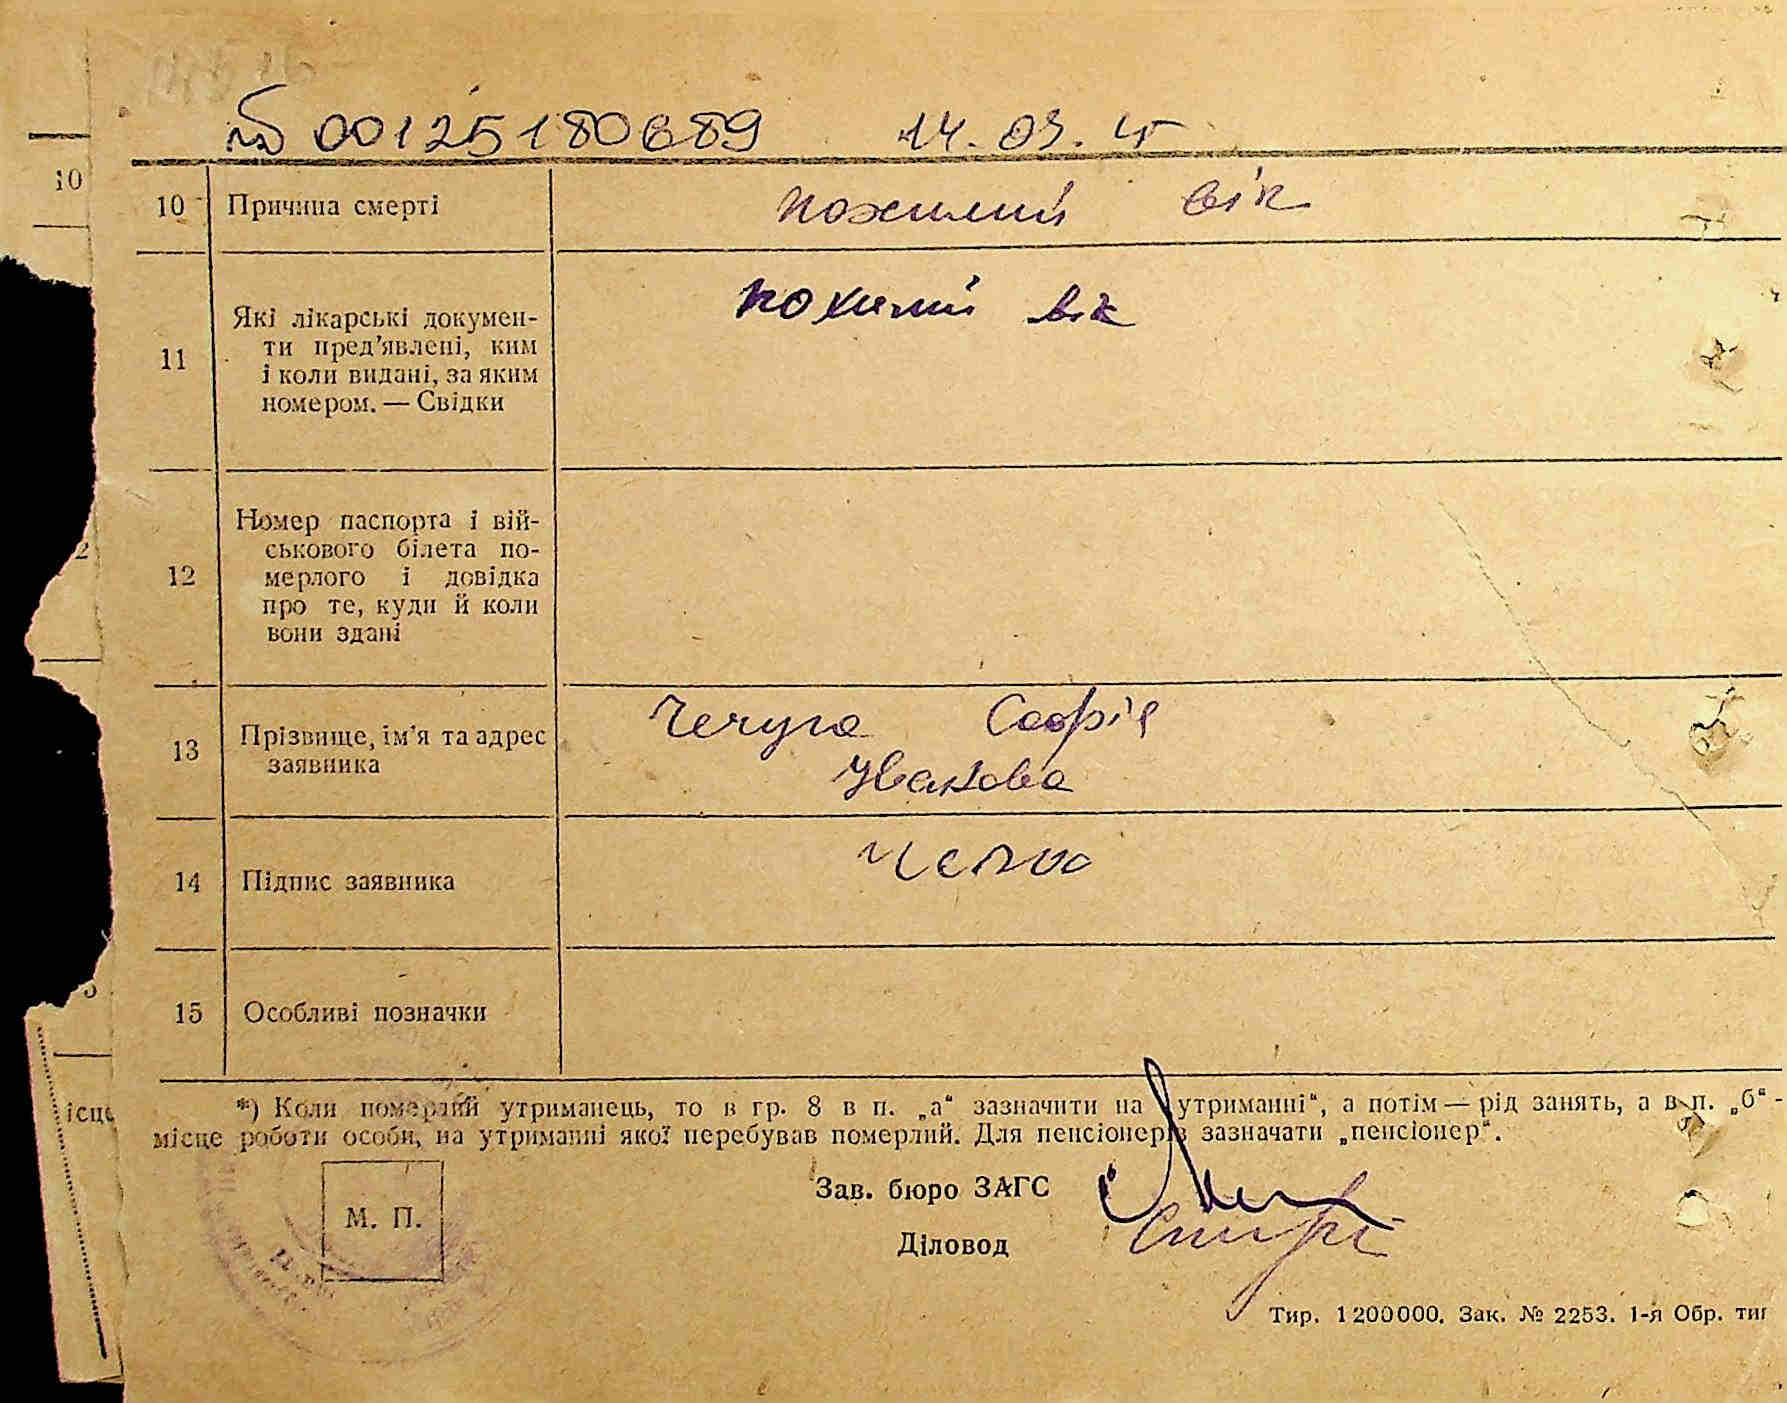 № 00125180689 14.03.15
10 Причина смерті похилий вік
11 Які лікарські докумен-
ти пред'явлені, ким
і коли видані, за яким
номером. — Свідки
похилий вік
12 Номер паспорта і вій-
ськового білета по-
мерлого і довідка
про те, куди й коли
вони здані
13 Прізвище, ім'я та адрес
заявника
Чечуга Софія
14 Підпис заявника
15 Особливі позначки
*) Коли померлий утриманець, то в гр. 8 в п. „а“ зазначити на „утриманні“, а потім — рід занять, а в п. „б“ -
місце роботи особи, на утриманні якої перебував померлий. Для пенсіонерів зазначати „пенсіонер“.
М. П.
Зав. бюро ЗАГС
Діловод
Тир. 1200000. Зак. № 2253. 1-я Обр. тип
10